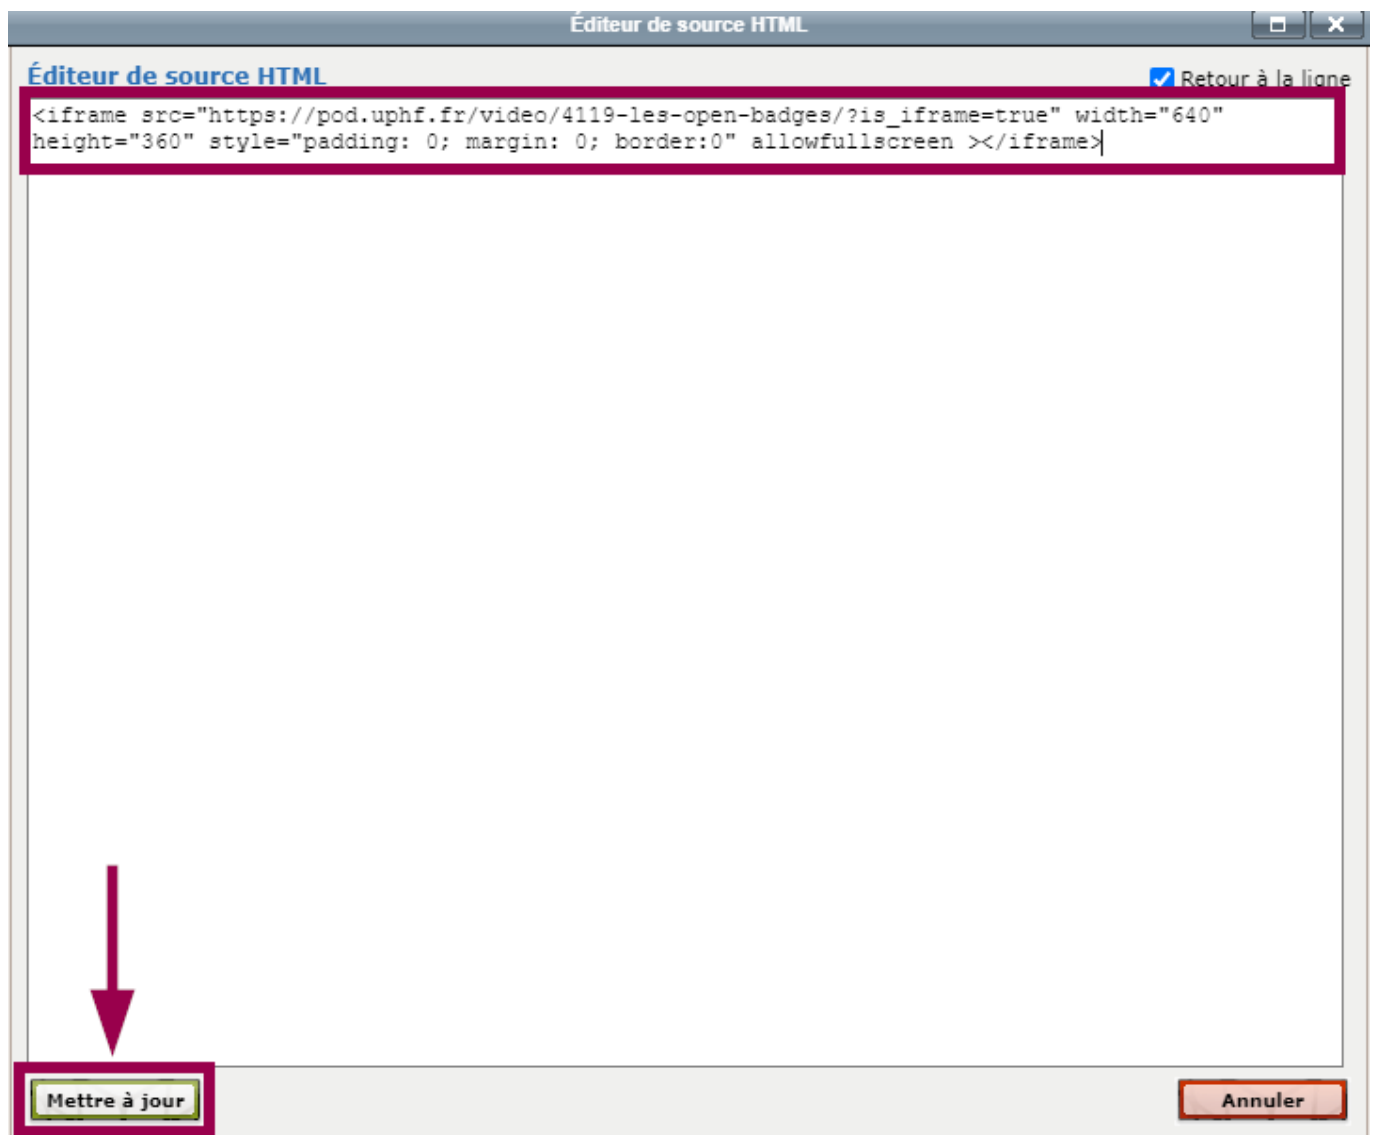 Éditeur de source HTML
Éditeur de source HTML
Retour à la ligne
<iframe src="https://pod.uphf.fr/video/4119-les-open-badges/?is_iframe=true" width="640"
height="360" style="padding: 0; margin: 0; border:0" allowfullscreen ></iframe>
Mettre à jour
Annuler